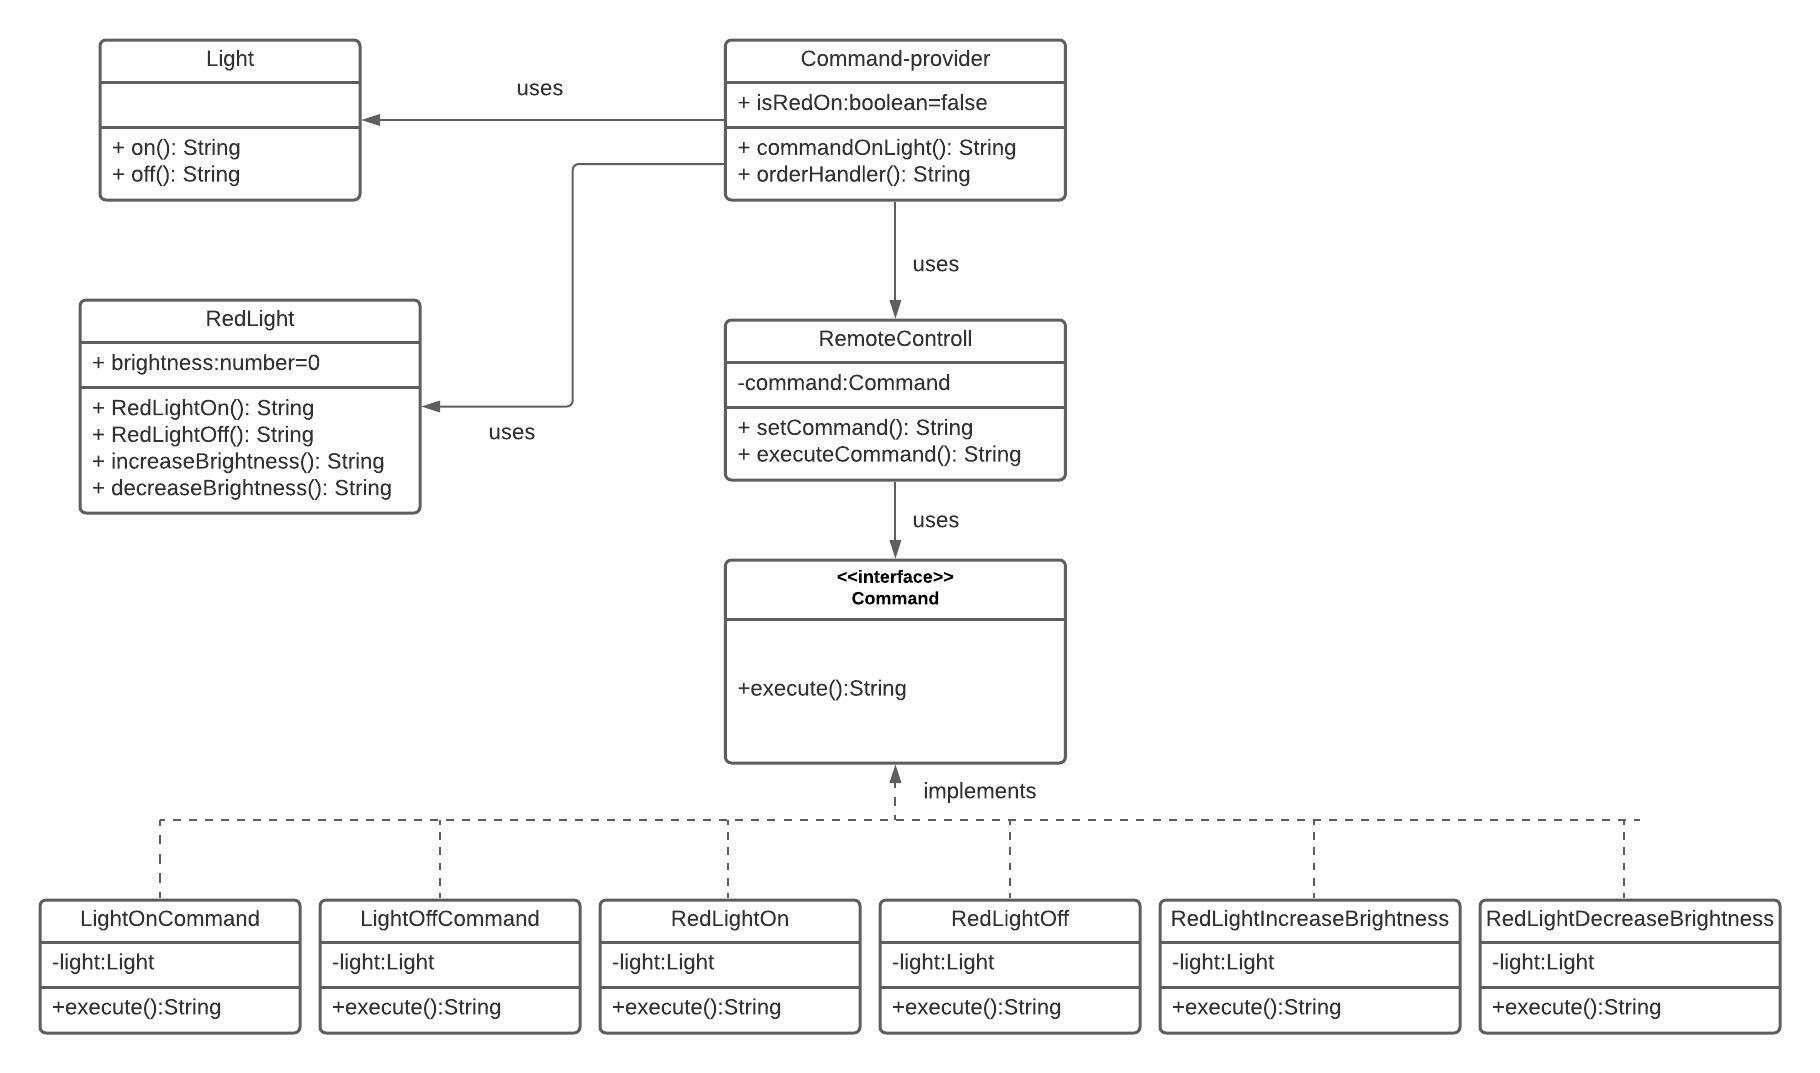 Light
+ on(): String
+ off(): String
uses
Command-provider
+ isRedOn:boolean=false
+ commandOnLight(): String
+ orderHandler(): String
uses
RedLight
+ brightness:number=0
+ RedLightOn(): String
+ RedLightOff(): String
+ increaseBrightness(): String
+ decreaseBrightness(): String
uses
RemoteControll
-command:Command
+ setCommand(): String
+ executeCommand(): String
uses
<<interface>>
Command
+execute():String
implements
LightOnCommand
-light:Light
+execute():String
LightOffCommand
-light:Light
+execute():String
RedLightOn
-light:Light
+execute():String
RedLightOff
-light:Light
+execute():String
RedLightIncreaseBrightness
-light:Light
+execute():String
RedLightDecreaseBrightness
-light:Light
+execute():String